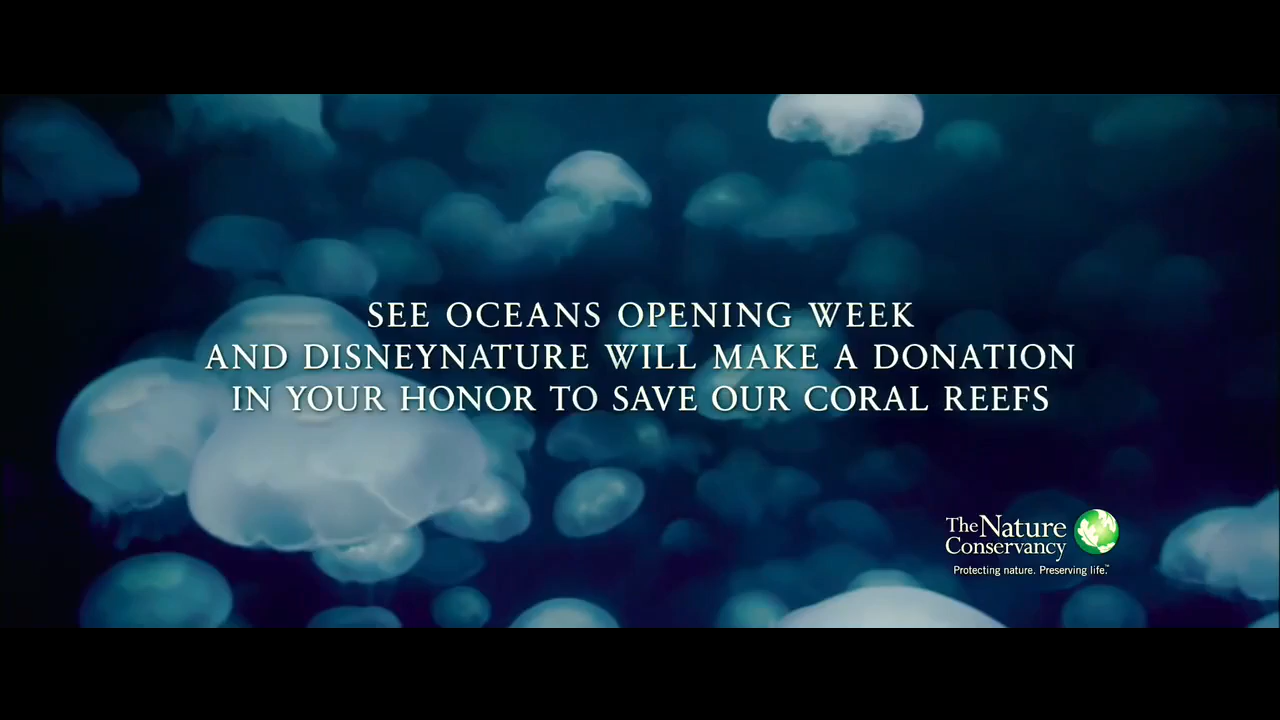 SEE OCEANS OPENING WEEK
AND DISNEYNATURE WILL MAKE A DONATION
IN YOUR HONOR TO SAVE OUR CORAL REEFS
The Nature
Conservancy
Protecting nature. Preserving life.™